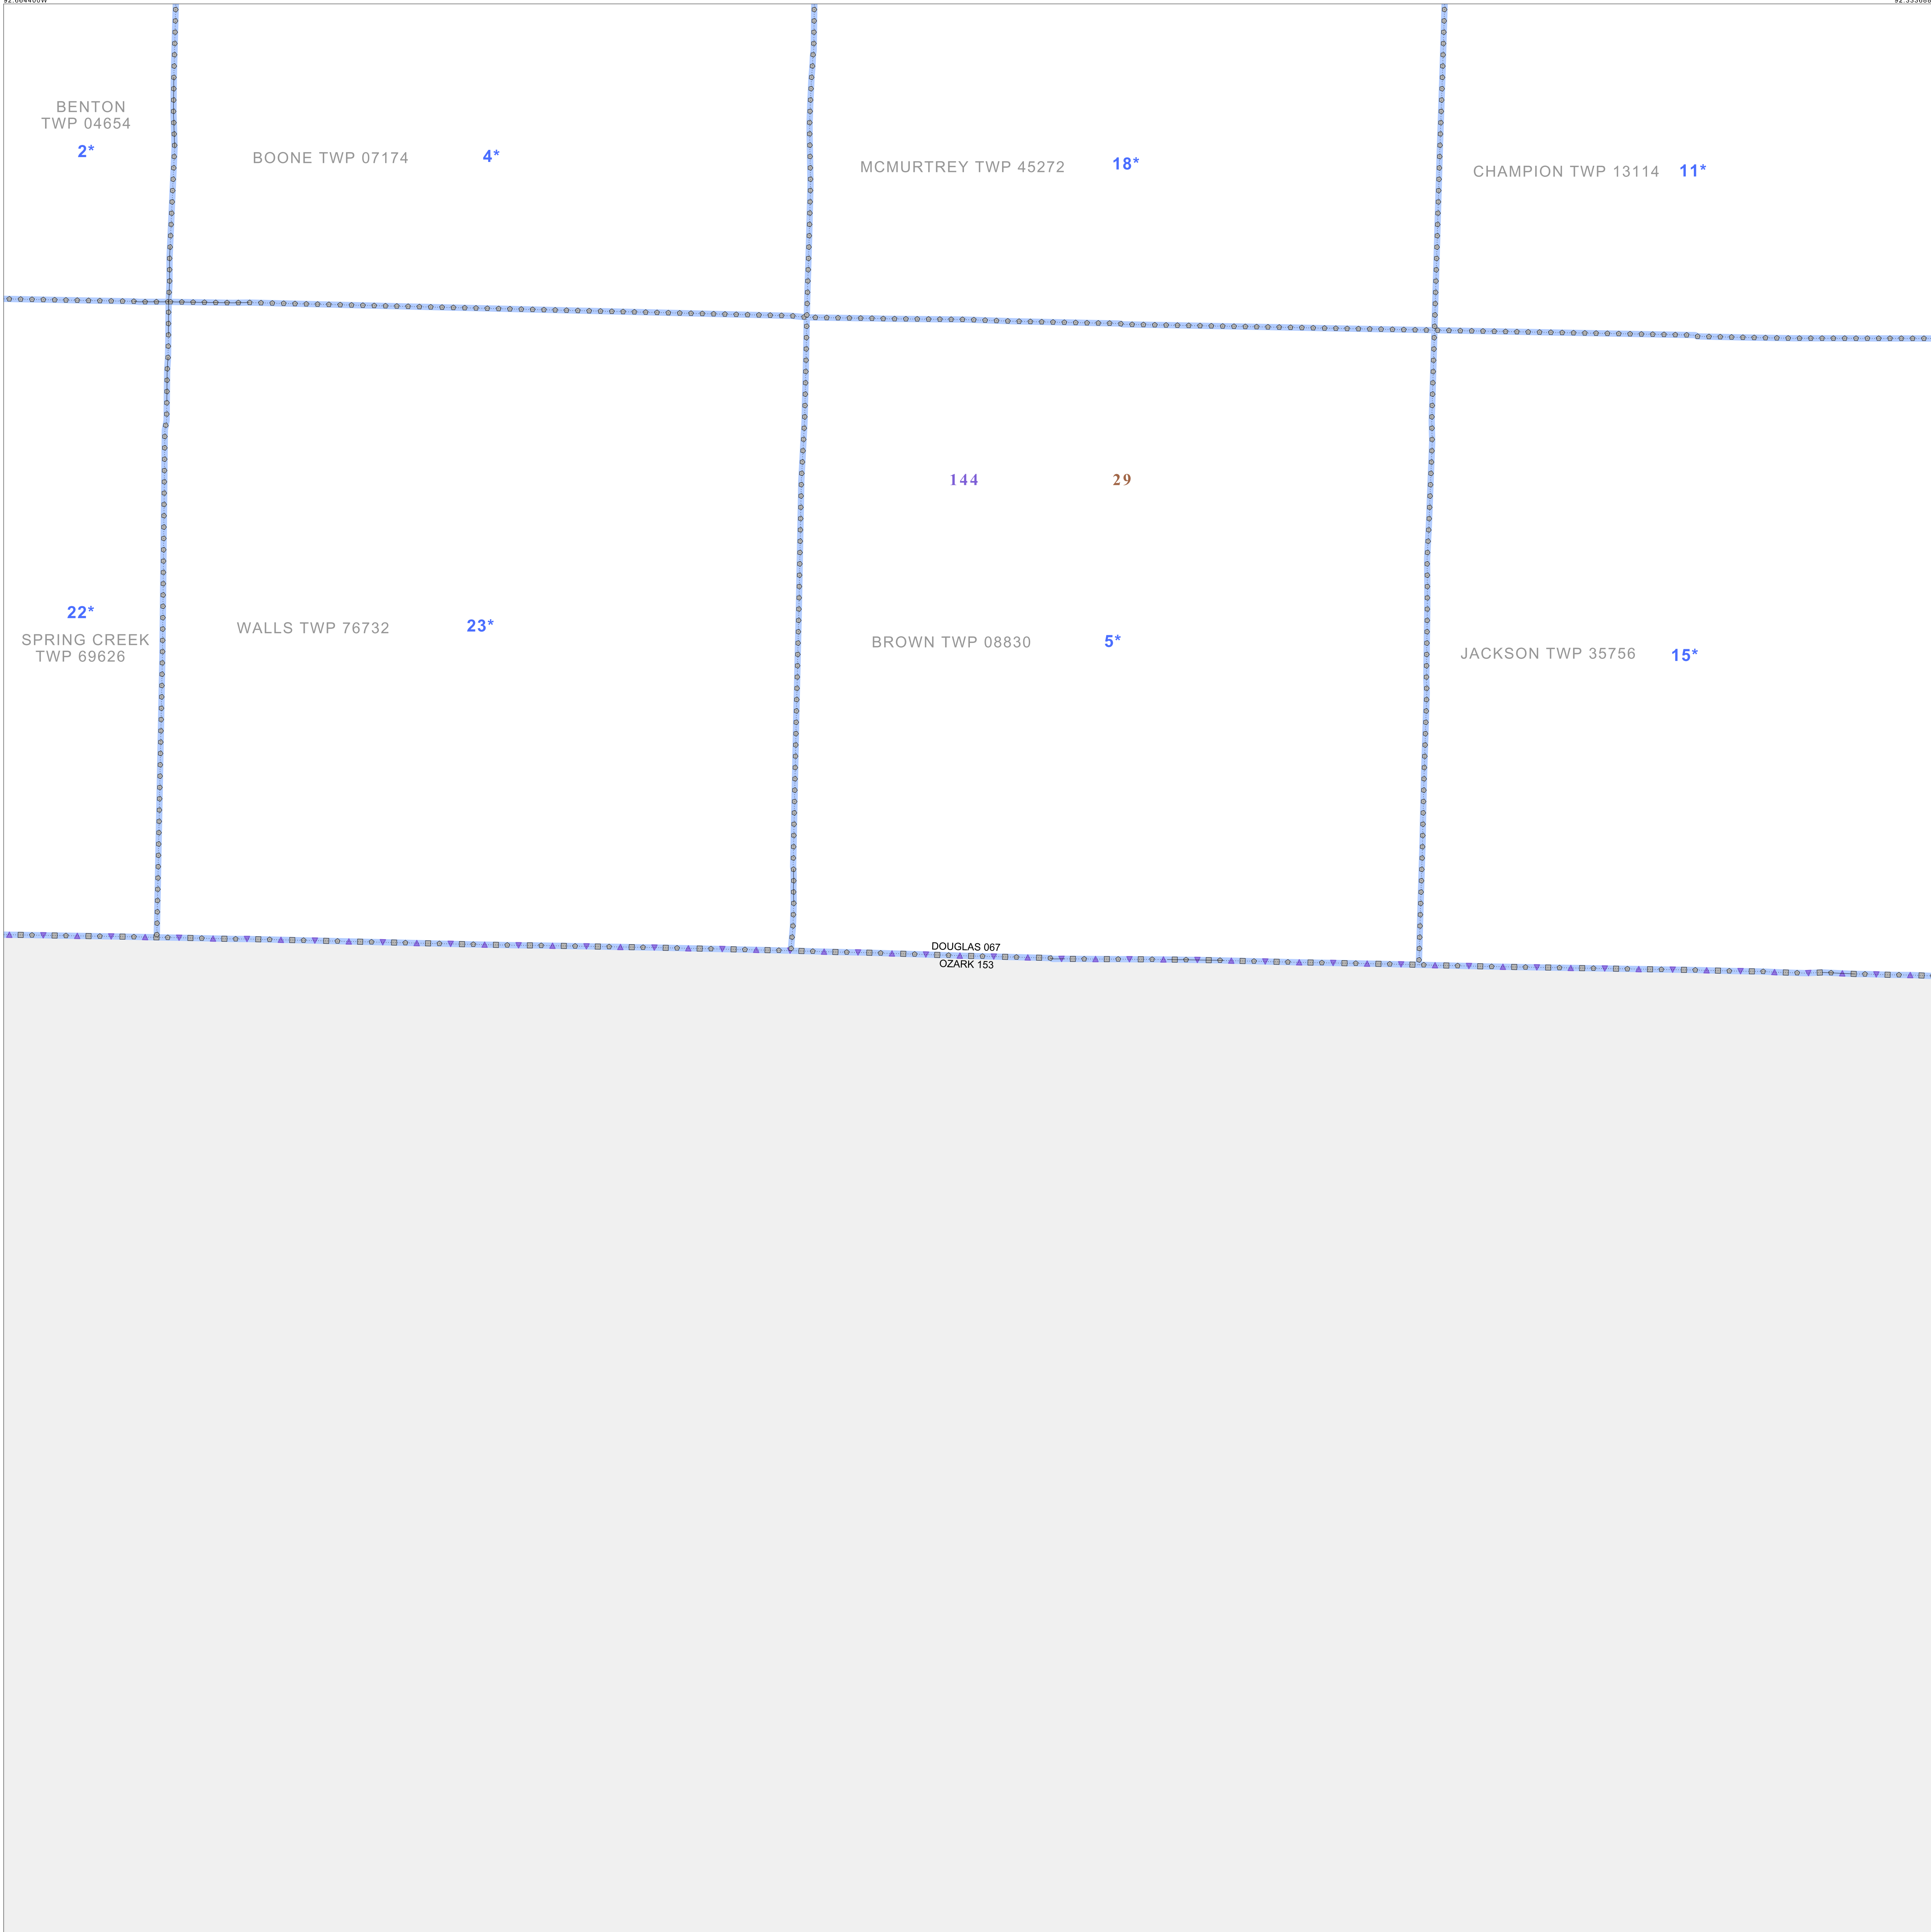 BENTON
TWP 04654
2*
BOONE TWP 07174 4*
MCMURTREY TWP 45272 18*
CHAMPION TWP 13114 11*
144 29
22*
SPRING CREEK
TWP 69626
WALLS TWP 76732 23*
BROWN TWP 08830 5*
JACKSON TWP 35756 15*
DOUGLAS 067
OZARK 153